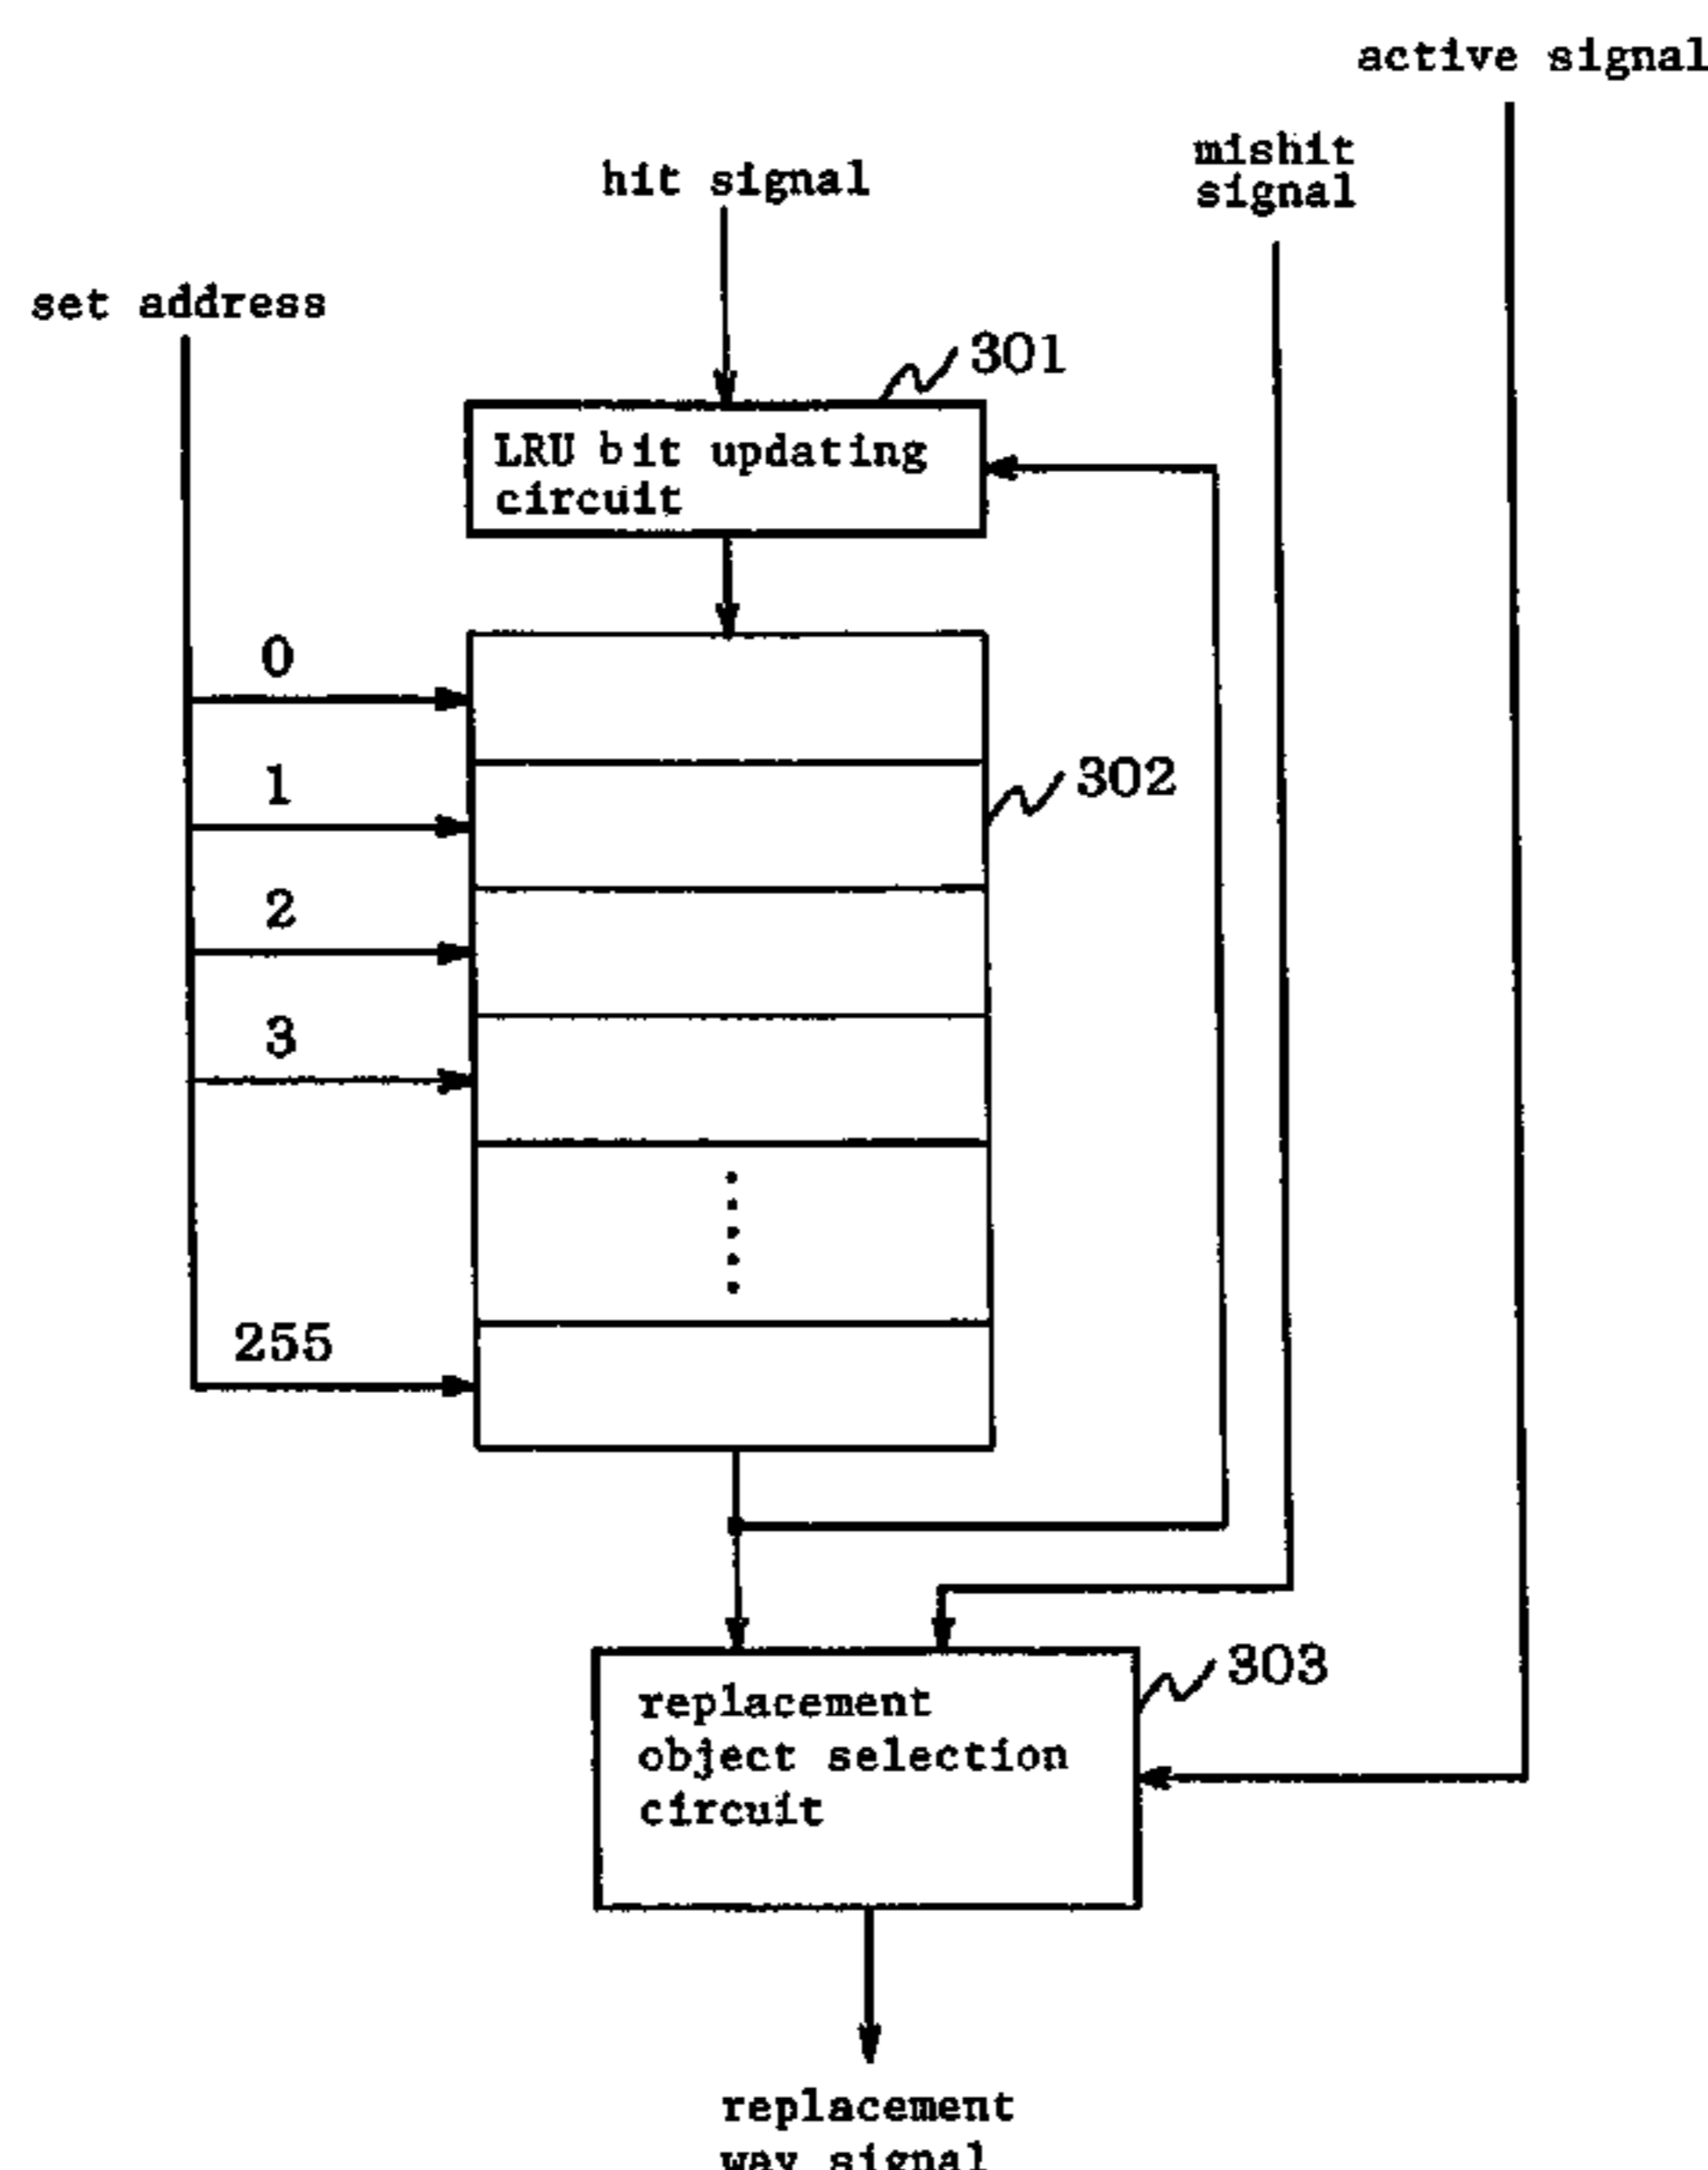 active signal
mishit
signal
hit signal
set address
301
LRU bit updating
circuit
0
1
302
2
3
255
303
replacement
object selection
circuit
replacement
way signal